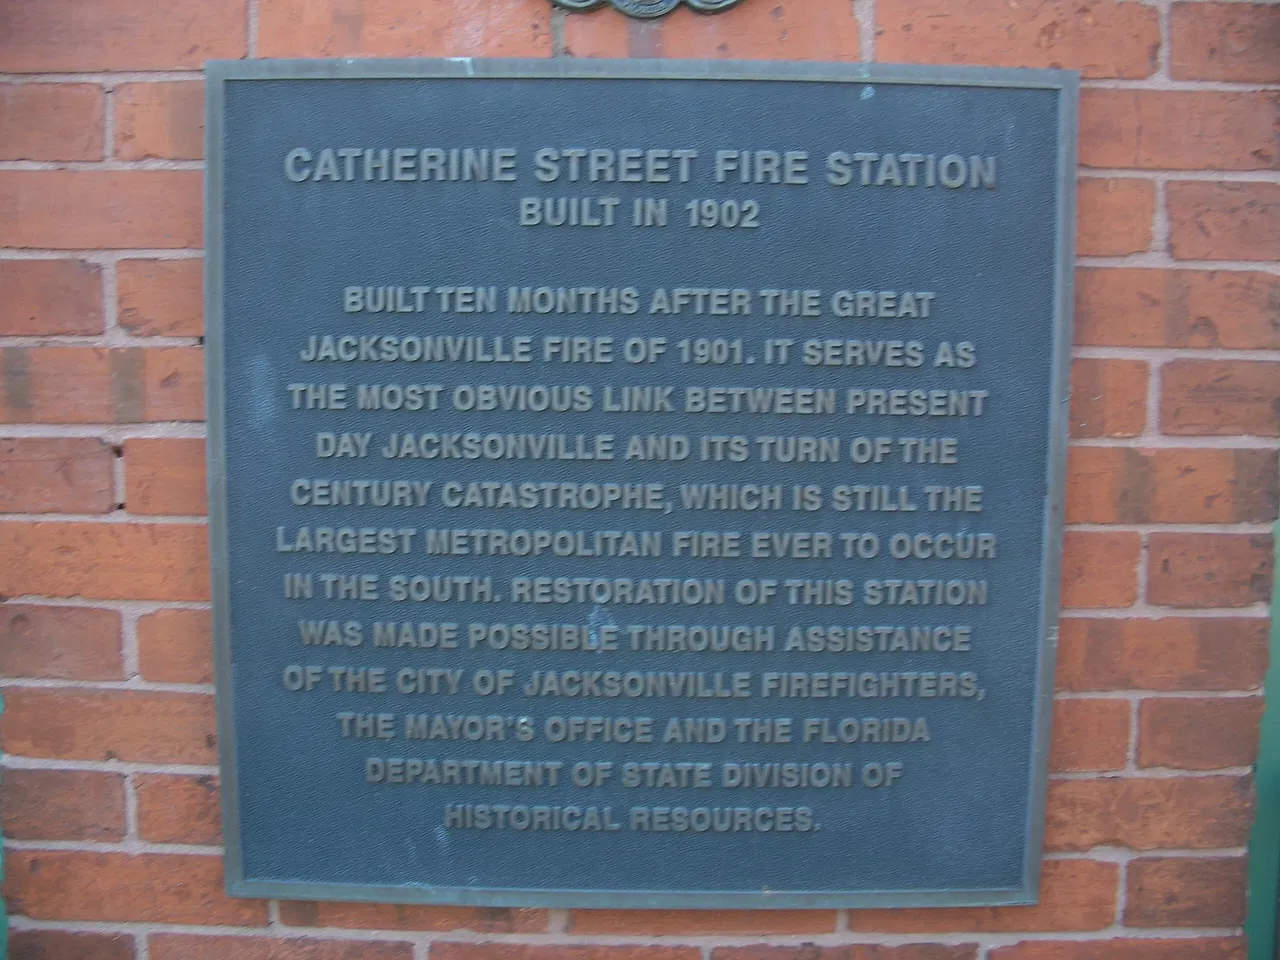 CATHERINE STREET FIRE STATION
BUILT IN 1902
BUILT TEN MONTHS AFTER THE GREAT
JACKSONVILLE FIRE OF 1901. IT SERVES AS
THE MOST OBVIOUS LINK BETWEEN PRESENT
DAY JACKSONVILLE AND ITS TURN OF THE
CENTURY CATASTROPHE, WHICH IS STILL THE
LARGEST METROPOLITAN FIRE EVER TO OCCUR
IN THE SOUTH. RESTORATION OF THIS STATION
WAS MADE POSSIBLE THROUGH ASSISTANCE
OF THE CITY OF JACKSONVILLE FIREFIGHTERS,
THE MAYOR'S OFFICE AND THE FLORIDA
DEPARTMENT OF STATE DIVISION OF
HISTORICAL RESOURCES.